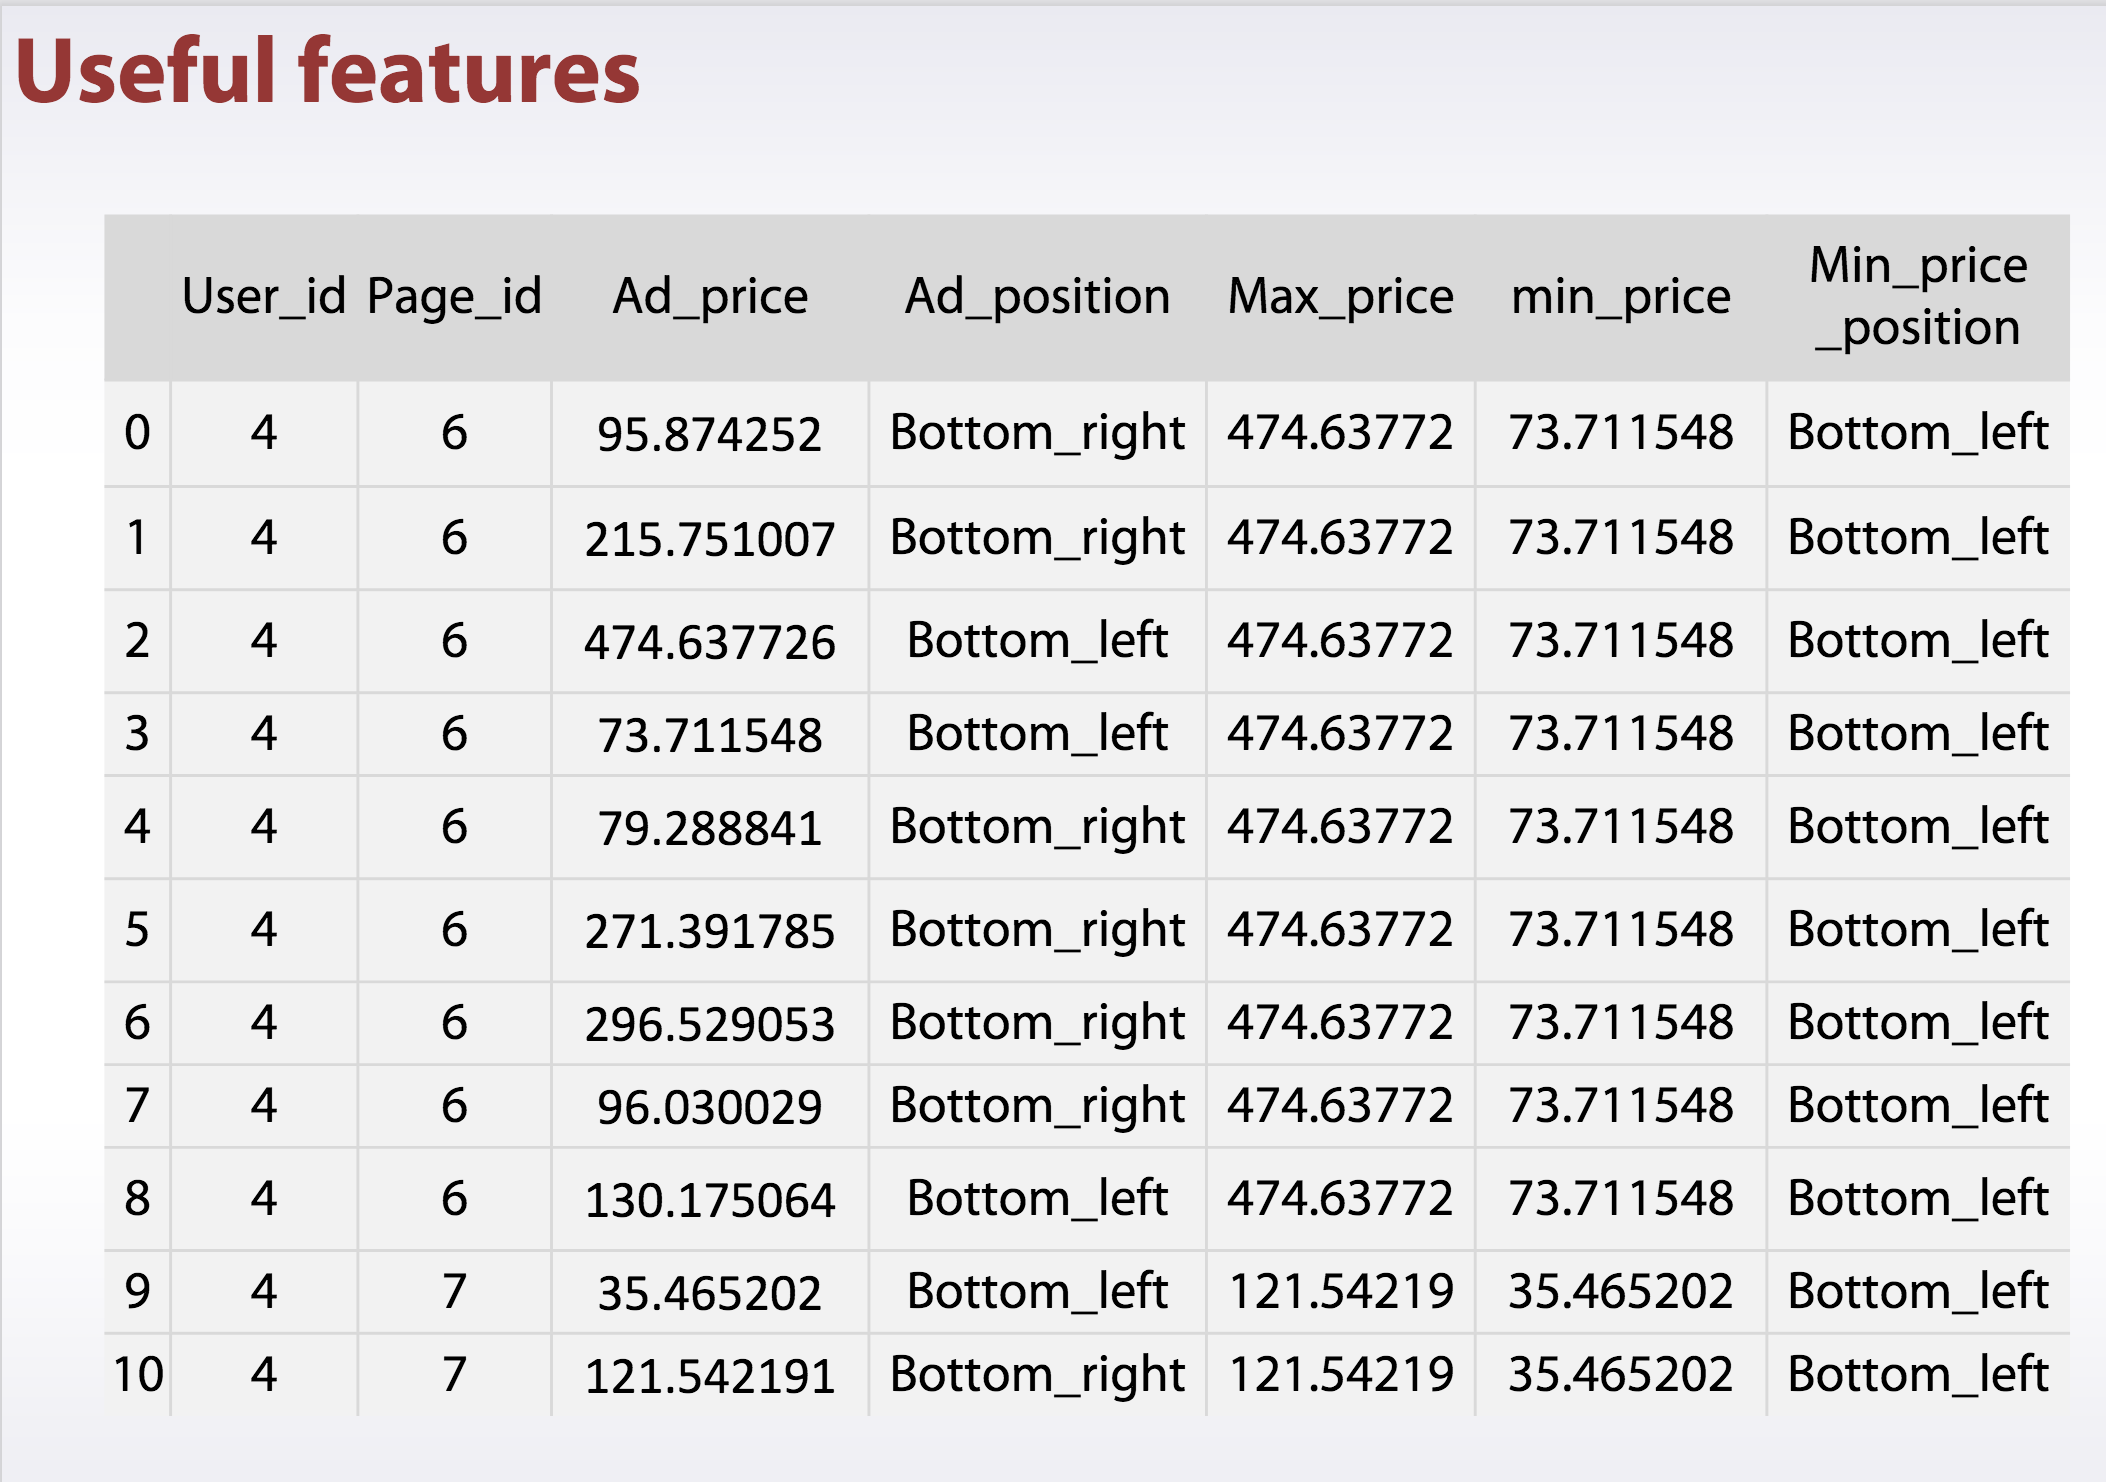 Useful features
User_id Page_id Ad_price Ad_position Max_price min_price Min_price _position
0 4 6 95.874252 Bottom_right 474.63772 73.711548 Bottom_left
1 4 6 215.751007 Bottom_right 474.63772 73.711548 Bottom_left
2 4 6 474.637726 Bottom_left 474.63772 73.711548 Bottom_left
3 4 6 73.711548 Bottom_left 474.63772 73.711548 Bottom_left
4 4 6 79.288841 Bottom_right 474.63772 73.711548 Bottom_left
5 4 6 271.391785 Bottom_right 474.63772 73.711548 Bottom_left
6 4 6 296.529053 Bottom_right 474.63772 73.711548 Bottom_left
7 4 6 96.030029 Bottom_right 474.63772 73.711548 Bottom_left
8 4 6 130.175064 Bottom_left 474.63772 73.711548 Bottom_left
9 4 7 35.465202 Bottom_left 121.54219 35.465202 Bottom_left
10 4 7 121.542191 Bottom_right 121.54219 35.465202 Bottom_left